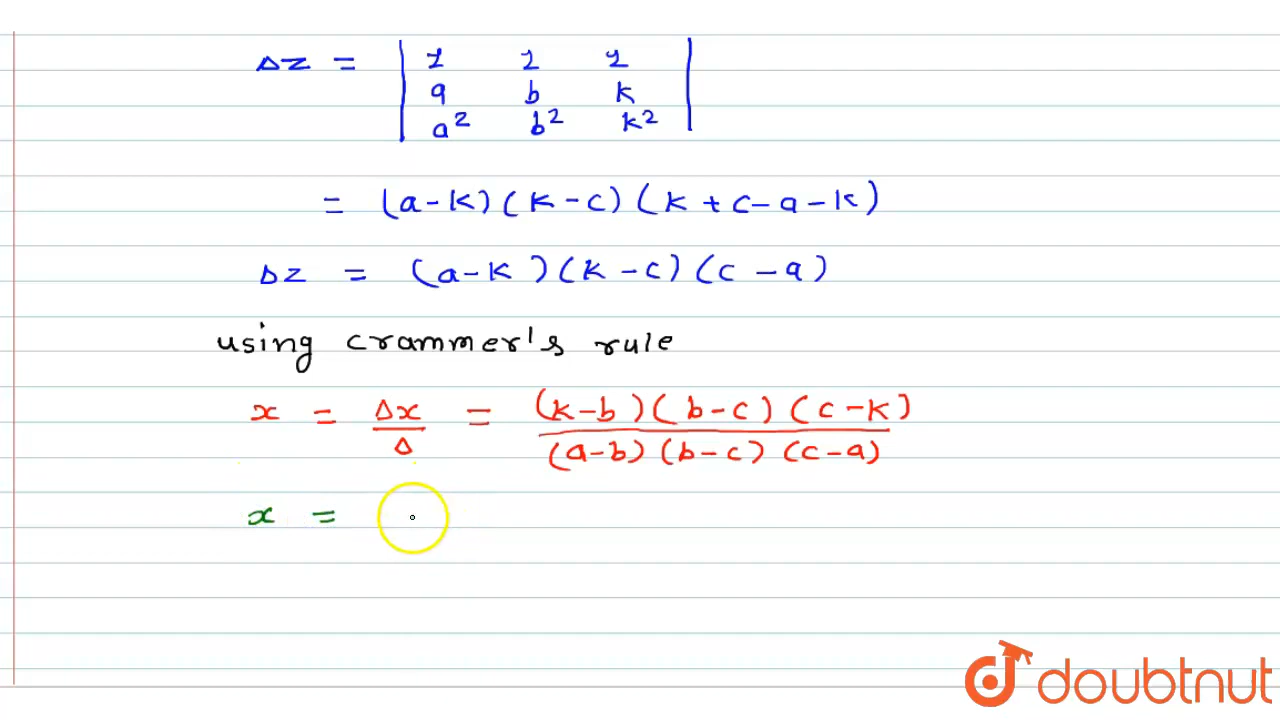 Δz = | 1 1 1 |
| a b k |
| a² b² k² |
= (a-k) (k-c) (k+c-a-k)
Δz = (a-k) (k-c) (c-a)
using crammer's rule
x = Δx/Δ = (k-b) (b-c) (c-k) / (a-b) (b-c) (c-a)
x =
doubtnut